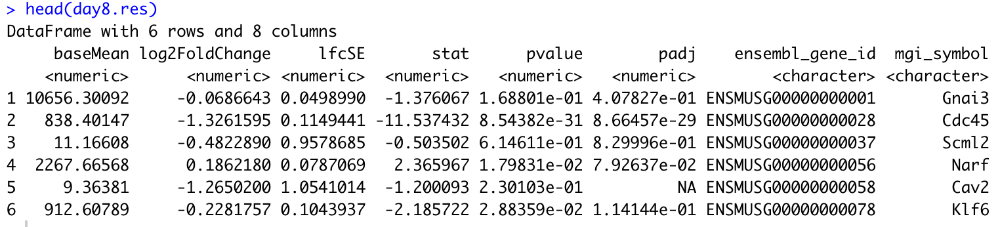 > head(day8.res)
DataFrame with 6 rows and 8 columns
baseMean log2FoldChange lfcSE stat pvalue padj ensembl_gene_id mgi_symbol
<numeric> <numeric> <numeric> <numeric> <numeric> <numeric> <character> <character>
1 10656.30092 -0.0686643 0.0498990 -1.376067 1.68801e-01 4.07827e-01 ENSMUSG00000000001 Gnai3
2 838.40147 -1.3261595 0.1149441 -11.537432 8.54382e-31 8.66457e-29 ENSMUSG00000000028 Cdc45
3 11.16608 -0.4822890 0.9578685 -0.503502 6.14611e-01 8.29996e-01 ENSMUSG00000000037 Scml2
4 2267.66568 0.1862180 0.0787069 2.365967 1.79831e-02 7.92637e-02 ENSMUSG00000000056 Narf
5 9.36381 -1.2650200 1.0541014 -1.200093 2.30103e-01 NA ENSMUSG00000000058 Cav2
6 912.60789 -0.2281757 0.1043937 -2.185722 2.88359e-02 1.14144e-01 ENSMUSG00000000078 Klf6